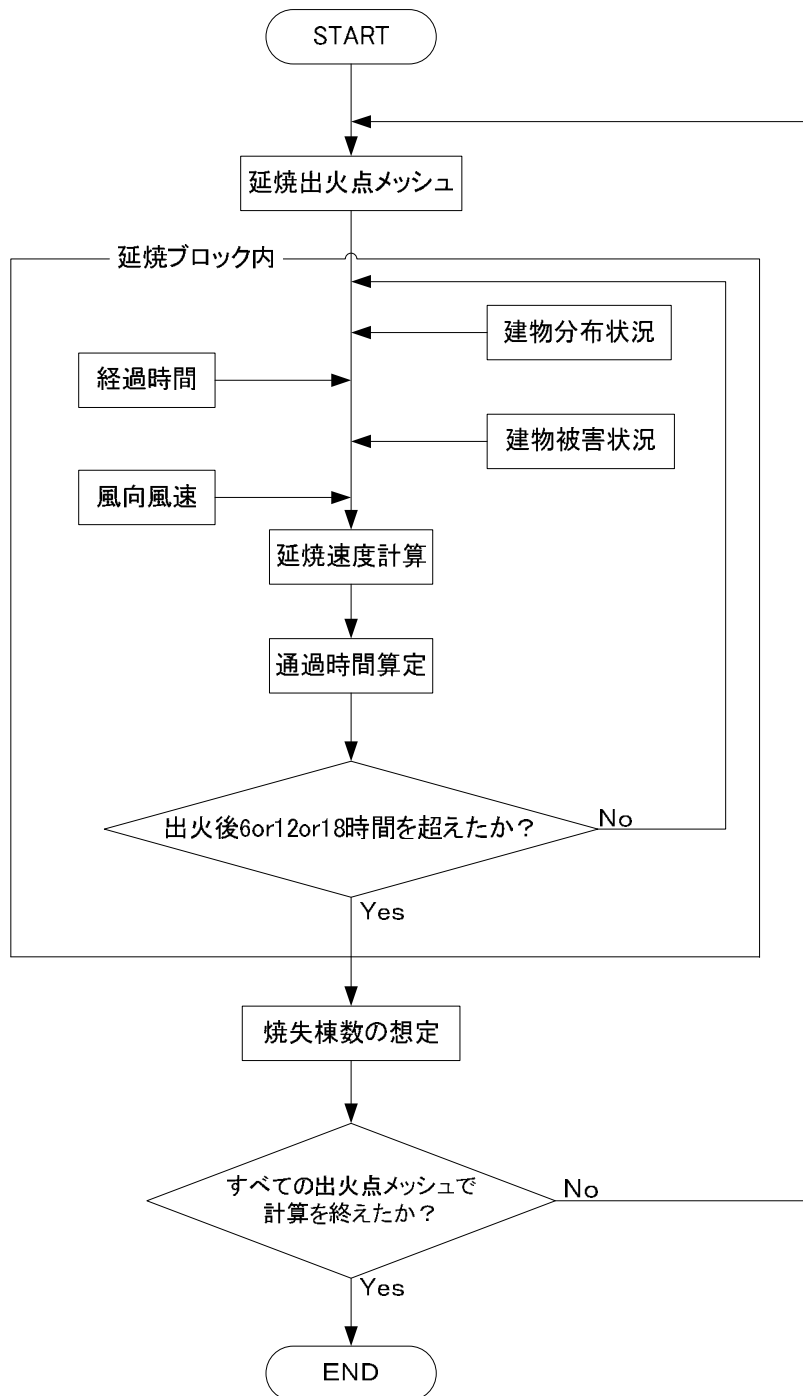 START
延焼出火点メッシュ
延焼ブロック内
建物分布状況
経過時間
建物被害状況
風向風速
延焼速度計算
通過時間算定
出火後6or12or18時間を超えたか？
No
Yes
焼失棟数の想定
すべての出火点メッシュで
計算を終えたか？
No
Yes
END